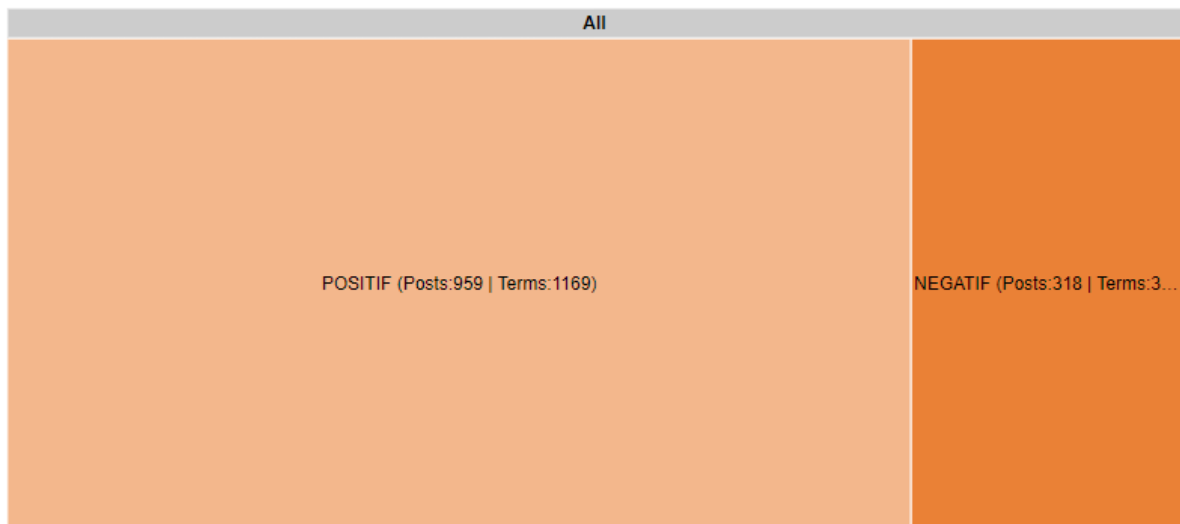 All
POSITIF (Posts:959 | Terms:1169)
NEGATIF (Posts:318 | Terms:3...